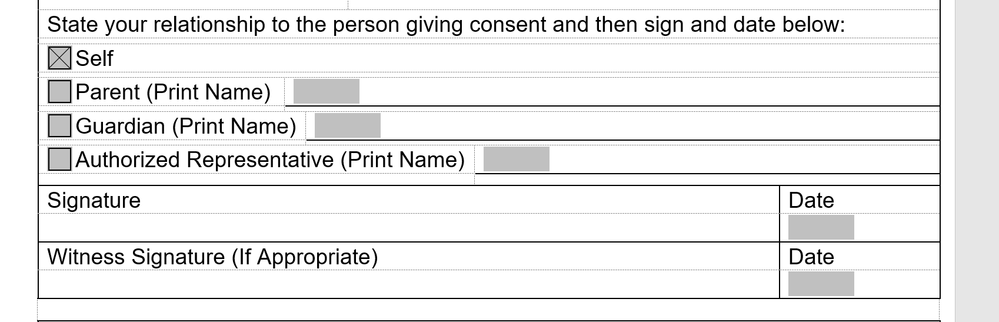 State your relationship to the person giving consent and then sign and date below:
Self
Parent (Print Name)
Guardian (Print Name)
Authorized Representative (Print Name)
Signature
Date
Witness Signature (If Appropriate)
Date